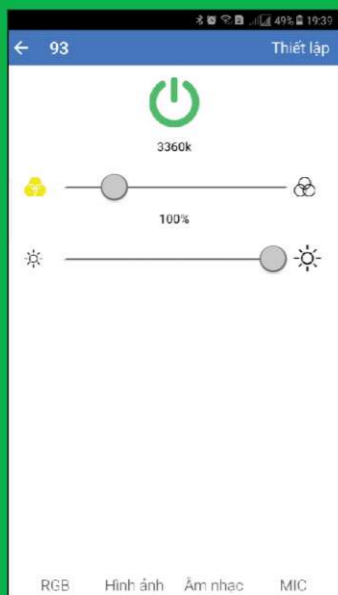 49% 19:39
← 93 Thiết lập
3360k
100%
RGB Hình ảnh Âm nhạc MIC